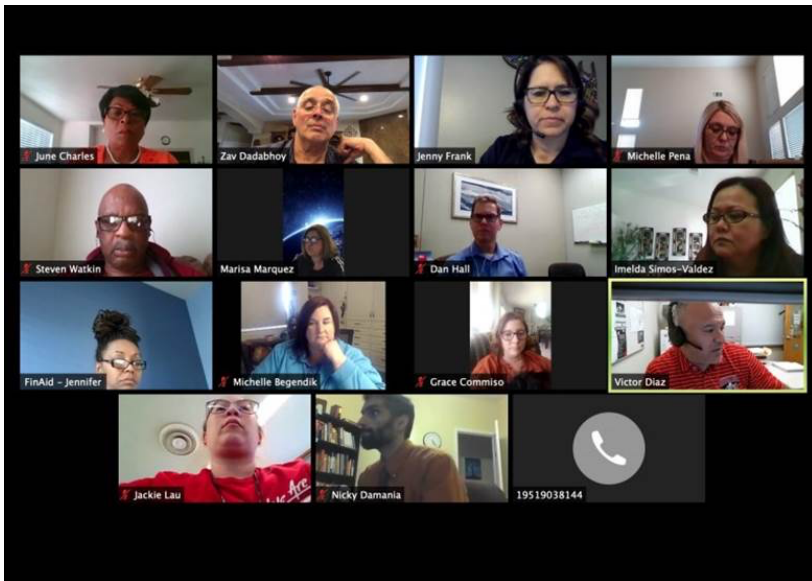 June Charles
Zav Dadabhoy
Jenny Frank
Michelle Pena
Steven Watkin
Marisa Marquez
Dan Hall
Imelda Simos-Valdez
FinAid - Jennifer
Michelle Begendik
Grace Commiso
Victor Diaz
Jackie Lau
Are
Nicky Damania
19519038144